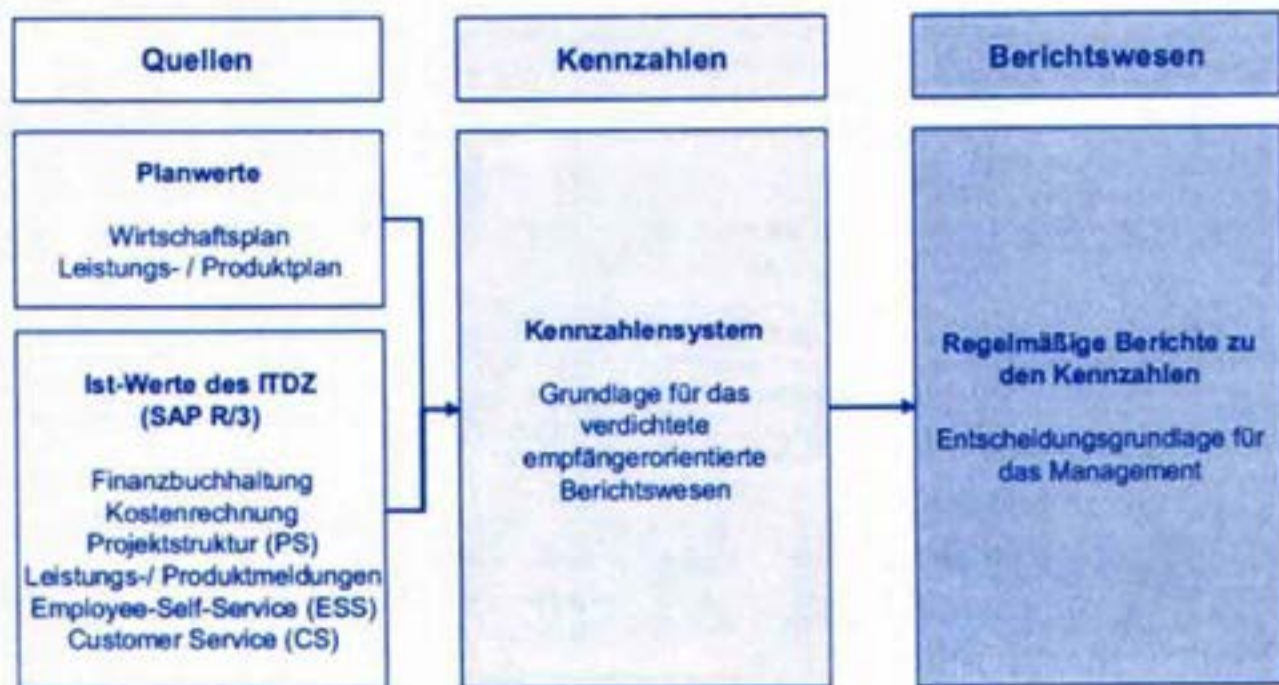 Quellen
Kennzahlen
Berichtswesen
Planwerte
Wirtschaftsplan
Leistungs- / Produktplan
Ist-Werte des ITDZ
(SAP R/3)
Finanzbuchhaltung
Kostenrechnung
Projektstruktur (PS)
Leistungs-/ Produktmeldungen
Employee-Self-Service (ESS)
Customer Service (CS)
Kennzahlensystem
Grundlage für das
verdichtete
empfängerorientierte
Berichtswesen
Regelmäßige Berichte zu
den Kennzahlen
Entscheidungsgrundlage für
das Management